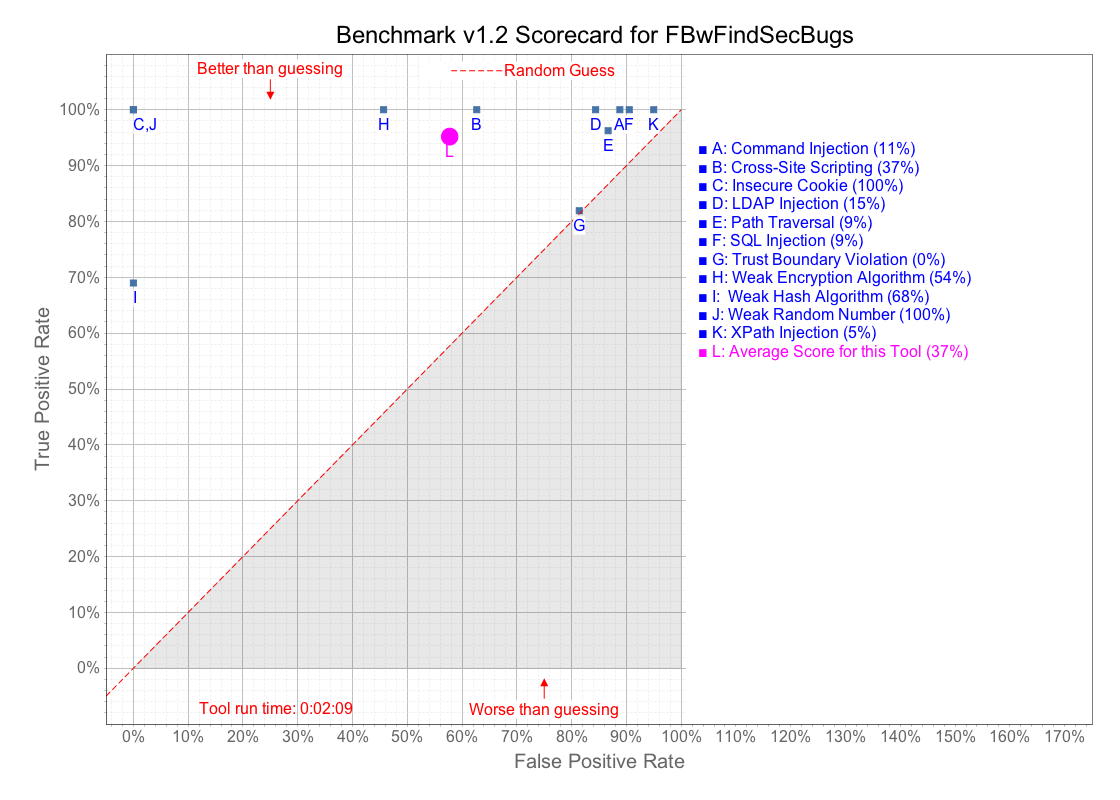 Benchmark v1.2 Scorecard for FBwFindSecBugs
Better than guessing
Random Guess
100%
90%
80%
70%
60%
50%
40%
30%
20%
10%
0%
True Positive Rate
C,J
H
B
D
A
F
K
E
L
G
I
A: Command Injection (11%)
B: Cross-Site Scripting (37%)
C: Insecure Cookie (100%)
D: LDAP Injection (15%)
E: Path Traversal (9%)
F: SQL Injection (9%)
G: Trust Boundary Violation (0%)
H: Weak Encryption Algorithm (54%)
I: Weak Hash Algorithm (68%)
J: Weak Random Number (100%)
K: XPath Injection (5%)
L: Average Score for this Tool (37%)
Tool run time: 0:02:09
Worse than guessing
0% 10% 20% 30% 40% 50% 60% 70% 80% 90% 100% 110% 120% 130% 140% 150% 160% 170%
False Positive Rate